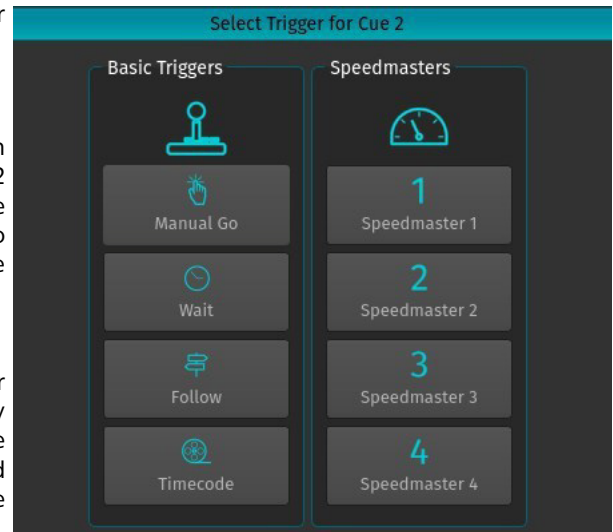 Select Trigger for Cue 2
Basic Triggers
Speedmasters
Manual Go
1
Speedmaster 1
Wait
2
Speedmaster 2
Follow
3
Speedmaster 3
Timecode
4
Speedmaster 4